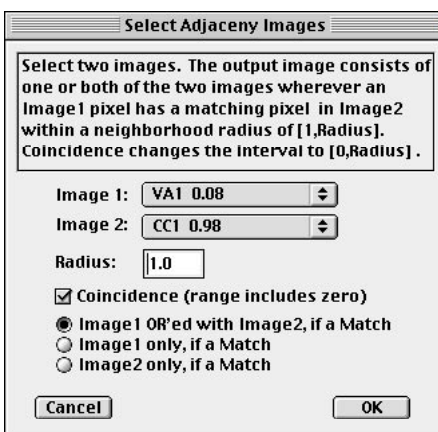 Select Adjaceny Images
Select two images. The output image consists of
one or both of the two images wherever an
Image1 pixel has a matching pixel in Image2
within a neighborhood radius of [1,Radius].
Coincidence changes the interval to [0,Radius] .
Image 1: VA1 0.08
Image 2: CC1 0.98
Radius: 1.0
Coincidence (range includes zero)
Image1 OR'ed with Image2, if a Match
Image1 only, if a Match
Image2 only, if a Match
Cancel OK